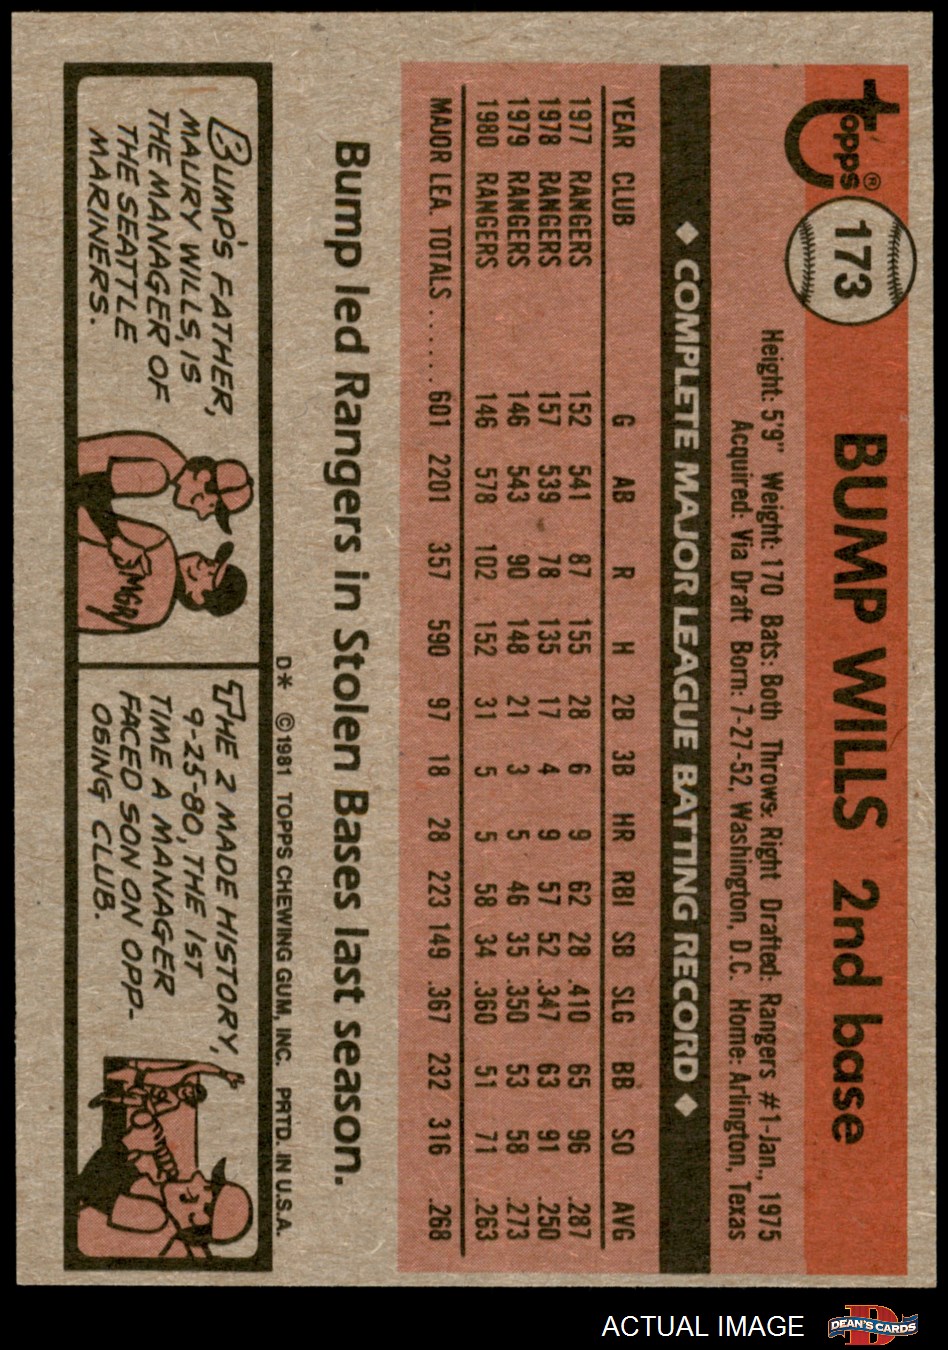 topps®
173
BUMP WILLS 2nd base
Height: 5'9" Weight: 170 Bats: Both Throws: Right Drafted: Rangers #1-Jan., 1975
Acquired: Via Draft Born: 7-27-52, Washington, D.C. Home: Arlington, Texas
◆ COMPLETE MAJOR LEAGUE BATTING RECORD ◆
YEAR CLUB G AB R H 2B 3B HR RBI SB SLG BB SO AVG
1977 RANGERS 152 541 87 155 28 6 9 62 28 .410 65 96 .287
1978 RANGERS 157 539 78 135 17 4 9 57 52 .347 63 91 .250
1979 RANGERS 146 543 90 148 21 3 5 46 35 .350 53 58 .273
1980 RANGERS 146 578 102 152 31 5 5 58 34 .360 51 71 .263
MAJOR LEA. TOTALS ...... 601 2201 357 590 97 18 28 223 149 .367 232 316 .268
Bump led Rangers in Stolen Bases last season.
D* © 1981 TOPPS CHEWING GUM, INC. PRTD. IN U.S.A.
BUMP'S FATHER,
MAURY WILLS, IS
THE MANAGER OF
THE SEATTLE
MARINERS.
THE 2 MADE HISTORY,
9-25-80, THE 1ST
TIME A MANAGER
FACED SON ON OPP-
OSING CLUB.
ACTUAL IMAGE
D
DEAN'S CARDS